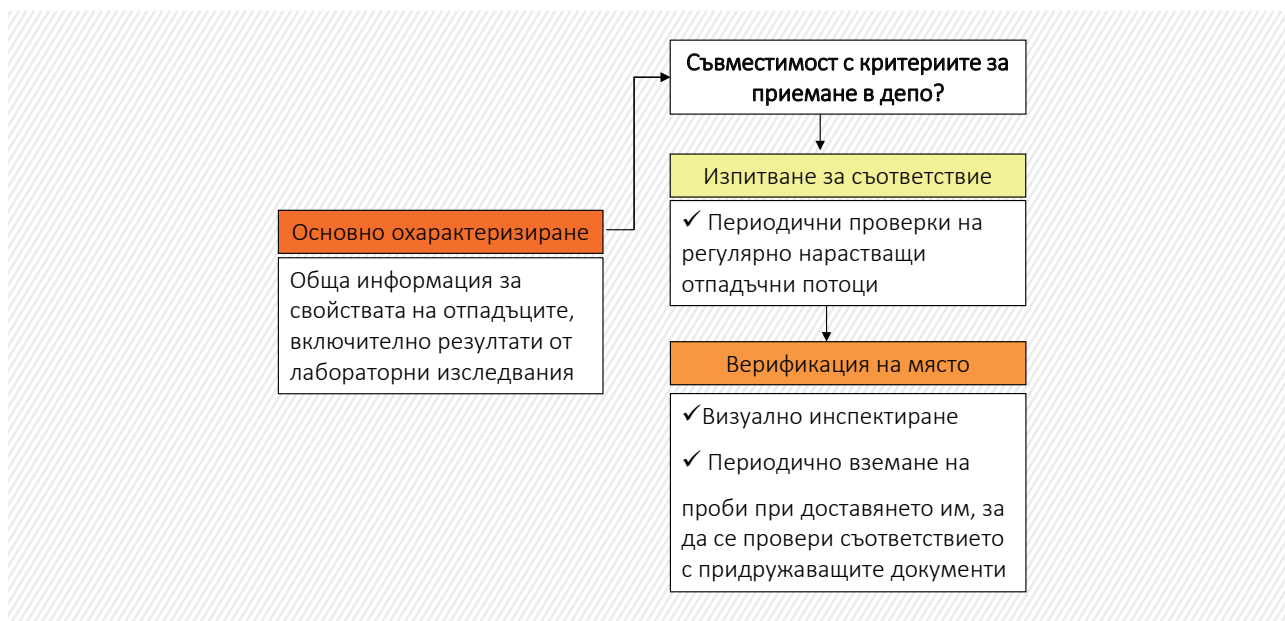 Съвместимост с критериите за
приемане в депо?
Изпитване за съответствие
✓ Периодични проверки на
регулярно нарастващи
отпадъчни потоци
Основно охарактеризиране
Обща информация за
свойствата на отпадъците,
включително резултати от
лабораторни изследвания
Верификация на място
✓Визуално инспектиране
✓ Периодично вземане на
проби при доставянето им, за
да се провери съответствието
с придружаващите документи